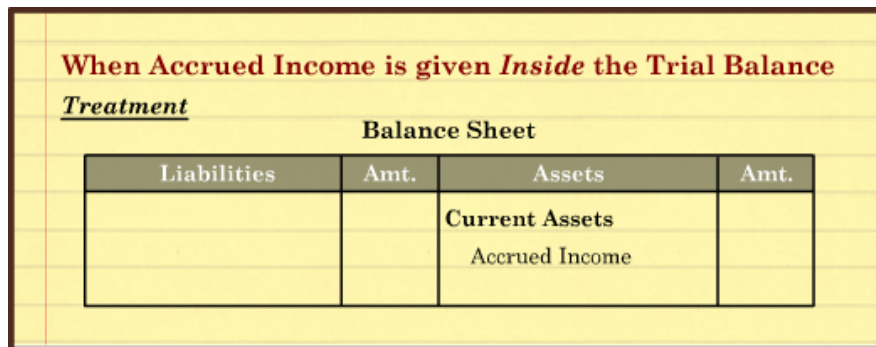 When Accrued Income is given Inside the Trial Balance
Treatment
Balance Sheet
Liabilities Amt. Assets Amt.
Current Assets
Accrued Income